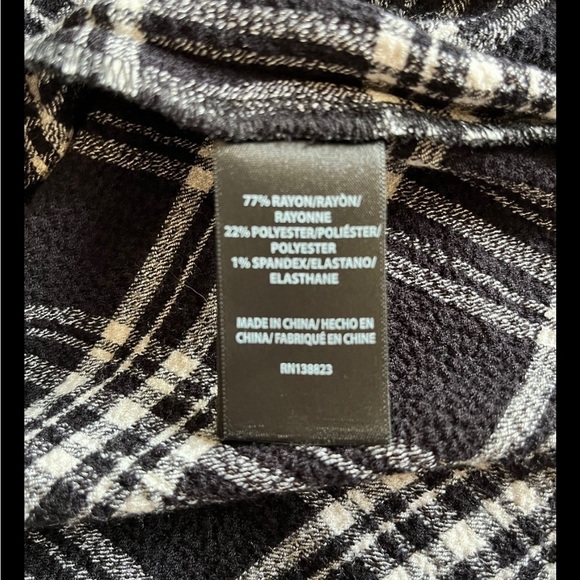 77% RAYON/RAYÒN/
RAYONNE
22% POLYESTER/POLIÉSTER/
POLYESTER
1% SPANDEX/ELASTANO/
ELASTHANE
MADE IN CHINA/ HECHO EN
CHINA/ FABRIQUÉ EN CHINE
RN138823